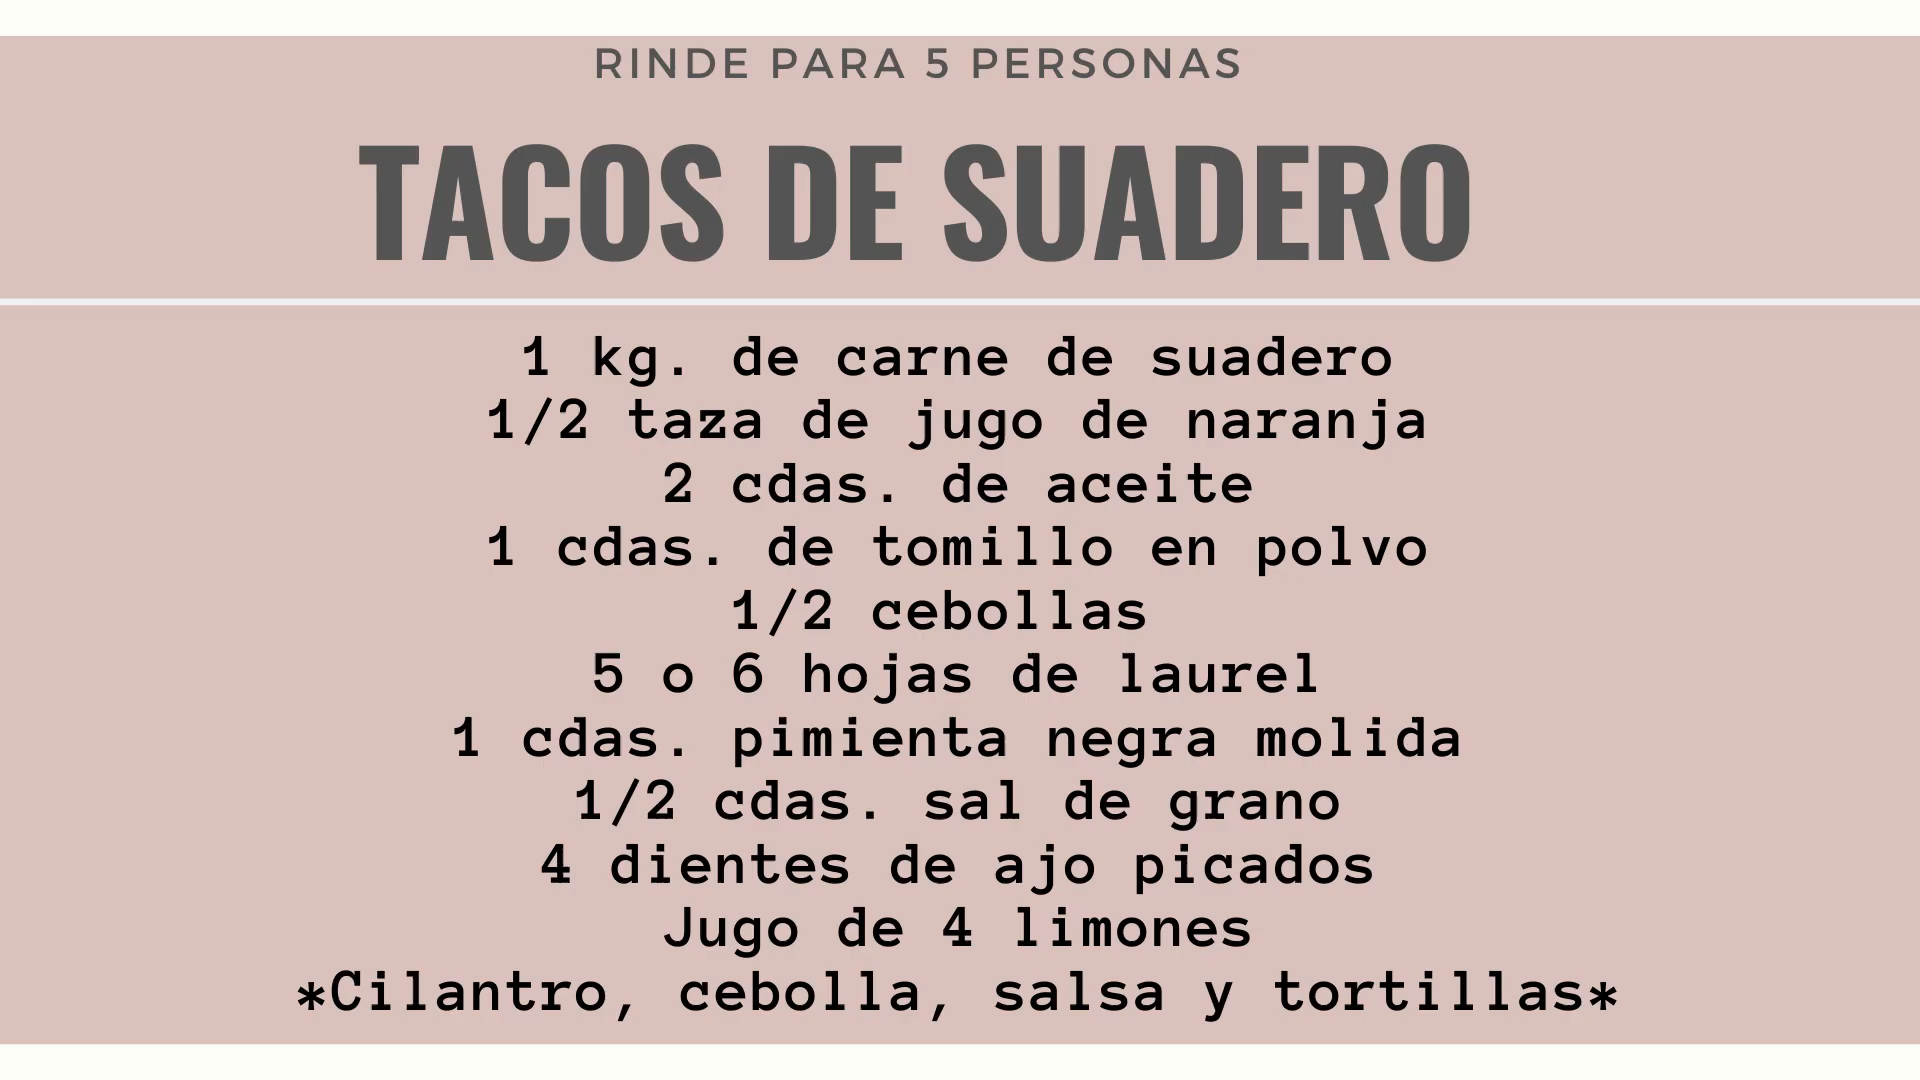 RINDE PARA 5 PERSONAS
TACOS DE SUADERO
1 kg. de carne de suadero
1/2 taza de jugo de naranja
2 cdas. de aceite
1 cdas. de tomillo en polvo
1/2 cebollas
5 o 6 hojas de laurel
1 cdas. pimienta negra molida
1/2 cdas. sal de grano
4 dientes de ajo picados
Jugo de 4 limones
*Cilantro, cebolla, salsa y tortillas*